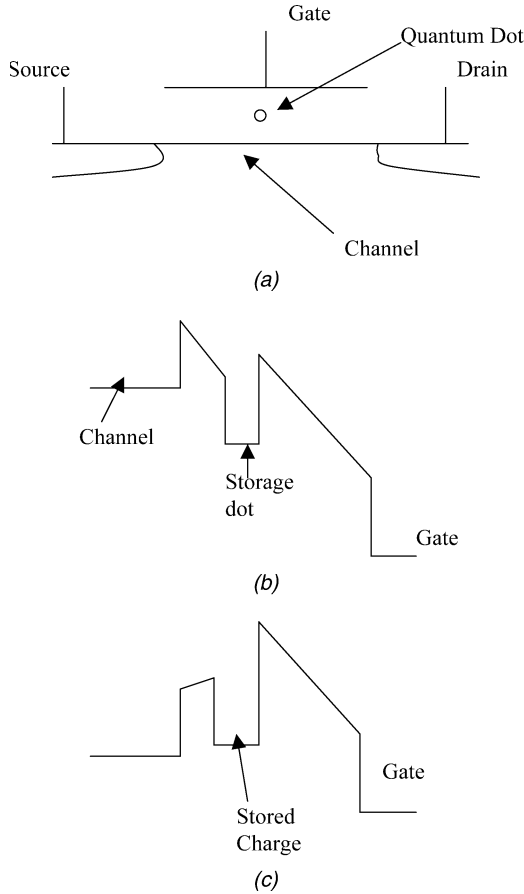 Gate
Quantum Dot
Source
Drain
Channel
(a)
Channel
Storage
dot
Gate
(b)
Gate
Stored
Charge
(c)